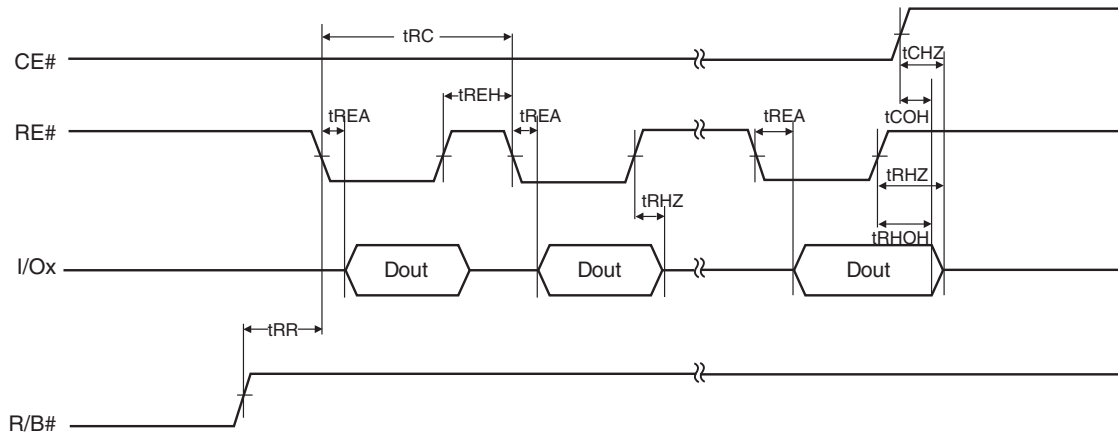 tRC
tCHZ
CE#
tREH
tREA
tREA
tREA
tCOH
RE#
tRHZ
tRHZ
tRHOH
I/Ox
Dout
Dout
Dout
tRR
R/B#